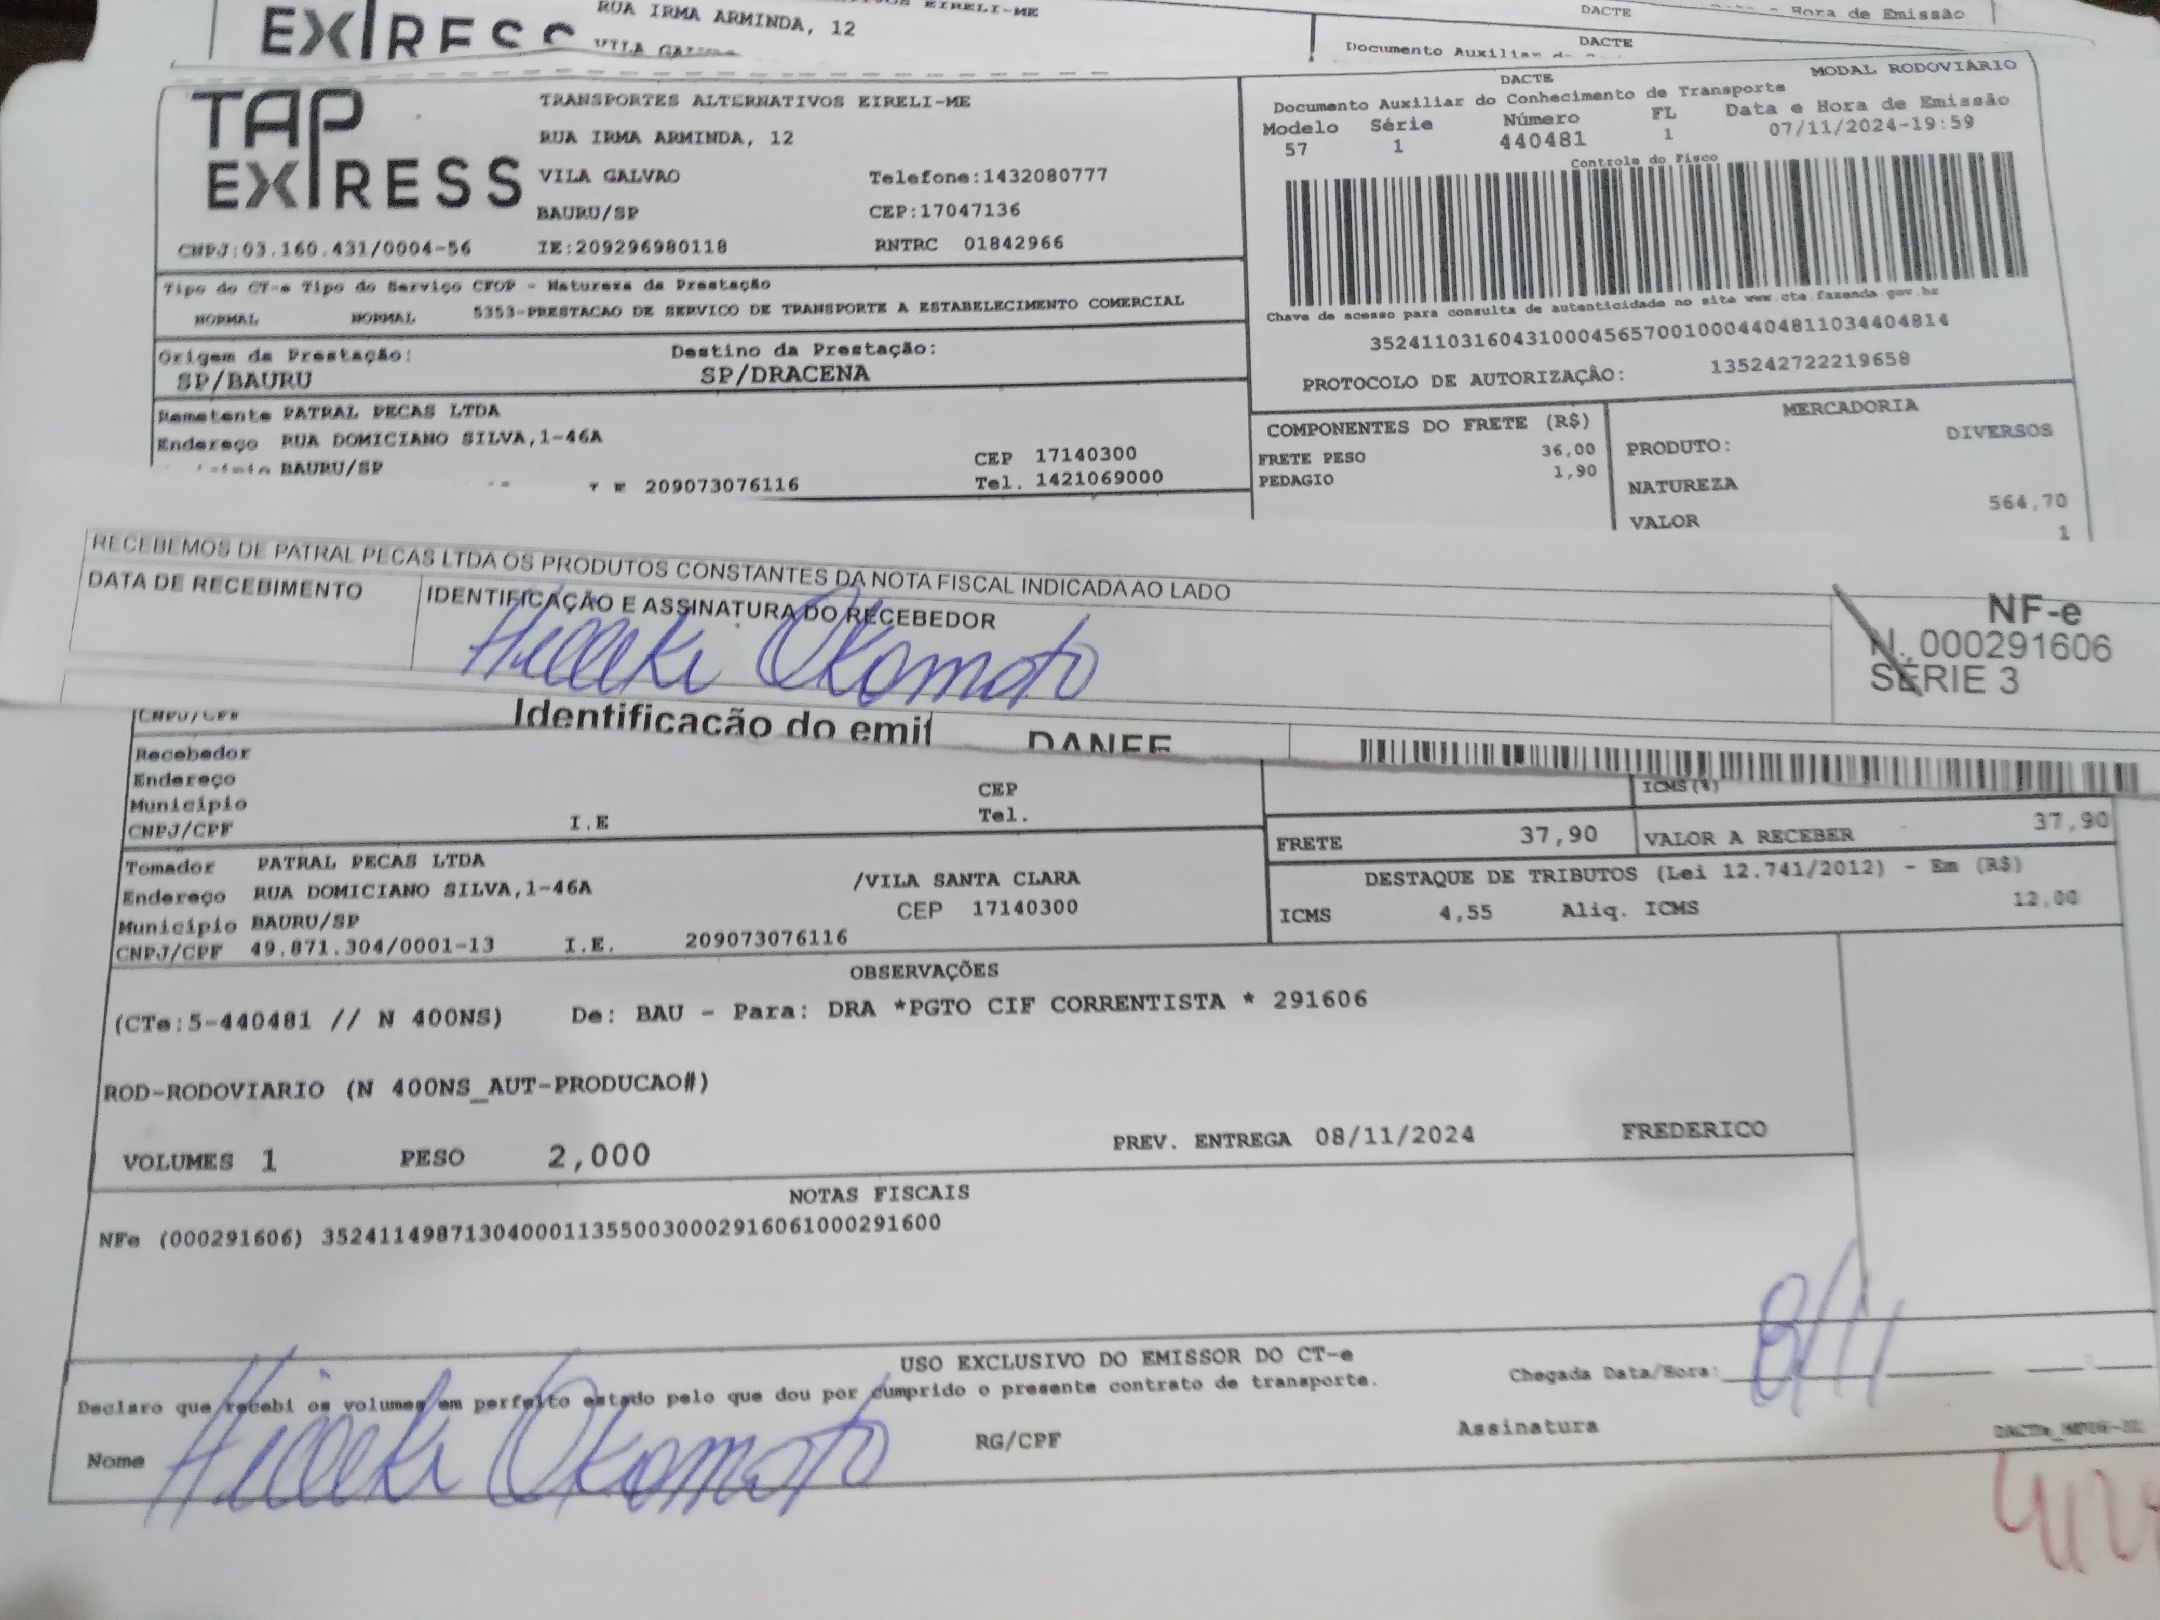 RUA IRMA ARMINDA, 12
EIRELI-ME
EXPRESS
VILA
DACTE
Hora de Emissão
DACTE
Documento
TAP EXPRESS
TRANSPORTES ALTERNATIVOS EIRELI-ME
RUA IRMA ARMINDA, 12
VILA GALVAO Telefone:1432080777
BAURU/SP CEP:17047136
CNPJ:03.160.431/0004-56 IE:209296980118 RNTRC 01842966
DACTE MODAL RODOVIÁRIO
Documento Auxiliar do Conhecimento de Transporte
Modelo Série Número FL Data e Hora de Emissão
57 1 440481 1 07/11/2024-19:59
Controle do Fisco
Chave de acesso para consulta de autenticidade no site www.cte.fazenda.gov.br
35241103160431000456570010004404811034404814
PROTOCOLO DE AUTORIZAÇÃO: 135242722219658
Tipo do CT-e Tipo do Serviço CFOP - Natureza da Prestação
NORMAL NORMAL 5353-PRESTACAO DE SERVICO DE TRANSPORTE A ESTABELECIMENTO COMERCIAL
Origem da Prestação: Destino da Prestação:
SP/BAURU SP/DRACENA
Remetente PATRAL PECAS LTDA
Endereço RUA DOMICIANO SILVA,1-46A
BAURU/SP CEP 17140300
209073076116 Tel. 1421069000
COMPONENTES DO FRETE (R$)
FRETE PESO 36,00
PEDAGIO 1,90
MERCADORIA
PRODUTO: DIVERSOS
NATUREZA
VALOR 564,70
1
RECEBEMOS DE PATRAL PECAS LTDA OS PRODUTOS CONSTANTES DA NOTA FISCAL INDICADA AO LADO
DATA DE RECEBIMENTO IDENTIFICAÇÃO E ASSINATURA DO RECEBEDOR
Hideki Okomoto
NF-e
N. 000291606
SÉRIE 3
CNPJ/CPF
Identificação do
DANFE
Recebedor
Endereço CEP
Município Tel.
CNPJ/CPF I.E
ICMS(%)
FRETE 37,90 VALOR A RECEBER 37,90
Tomador PATRAL PECAS LTDA
Endereço RUA DOMICIANO SILVA,1-46A /VILA SANTA CLARA
Município BAURU/SP CEP 17140300
CNPJ/CPF 49.871.304/0001-13 I.E. 209073076116
DESTAQUE DE TRIBUTOS (Lei 12.741/2012) - Em (R$)
ICMS 4,55 Aliq. ICMS 12,00
OBSERVAÇÕES
(CTe:5-440481 // N 400NS) De: BAU - Para: DRA *PGTO CIF CORRENTISTA * 291606
ROD-RODOVIARIO (N 400NS_AUT-PRODUCAO#)
VOLUMES 1 PESO 2,000 PREV. ENTREGA 08/11/2024 FREDERICO
NOTAS FISCAIS
NFe (000291606) 35241149871304000113550030002916061000291600
USO EXCLUSIVO DO EMISSOR DO CT-e
Declaro que recebi os volumes em perfeito estado pelo que dou por cumprido o presente contrato de transporte.
Chegada Data/Hora: 8/11
Nome Hideki Okomoto RG/CPF Assinatura